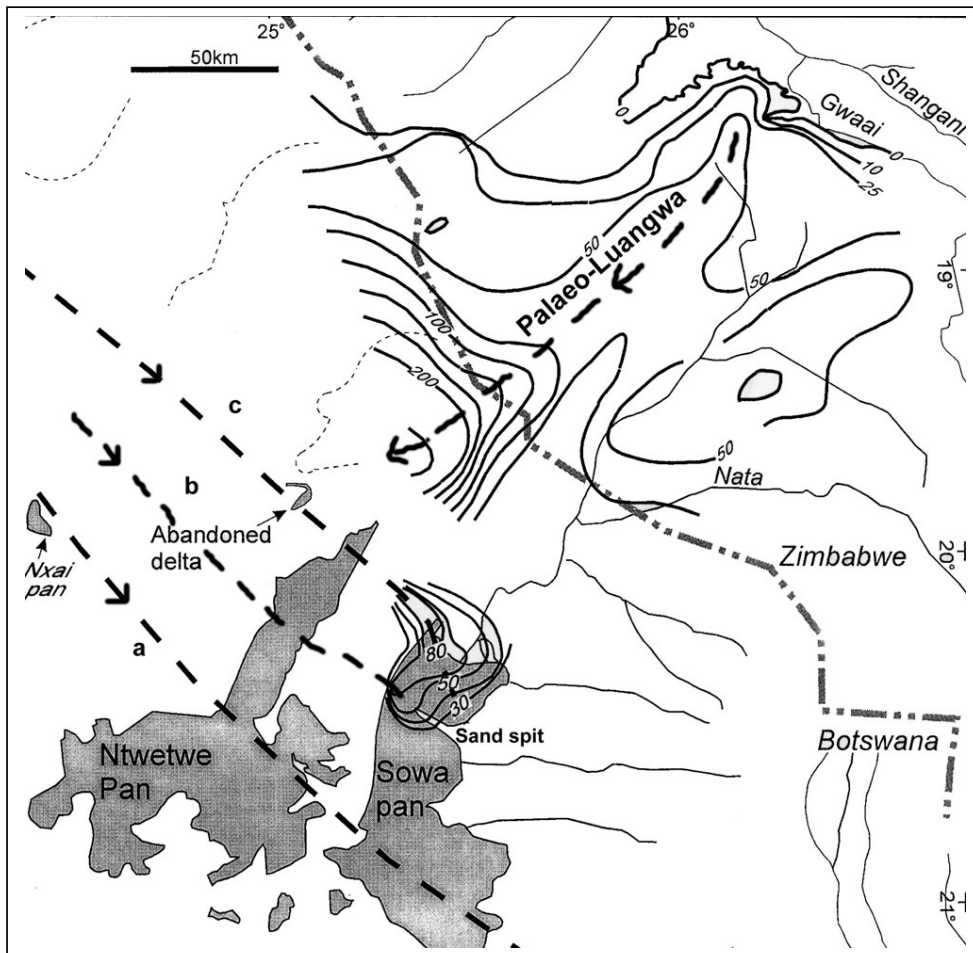 25°
26°
50km
0
Shangani
Gwaai
0
10
25
Palaeo-Luangwa
50
50
19°
100
200
c
50
Nata
b
Abandoned
delta
Nxai
pan
Zimbabwe
20°
a
80
50
30
Sand spit
Ntwetwe
Pan
Sowa
pan
Botswana
21°